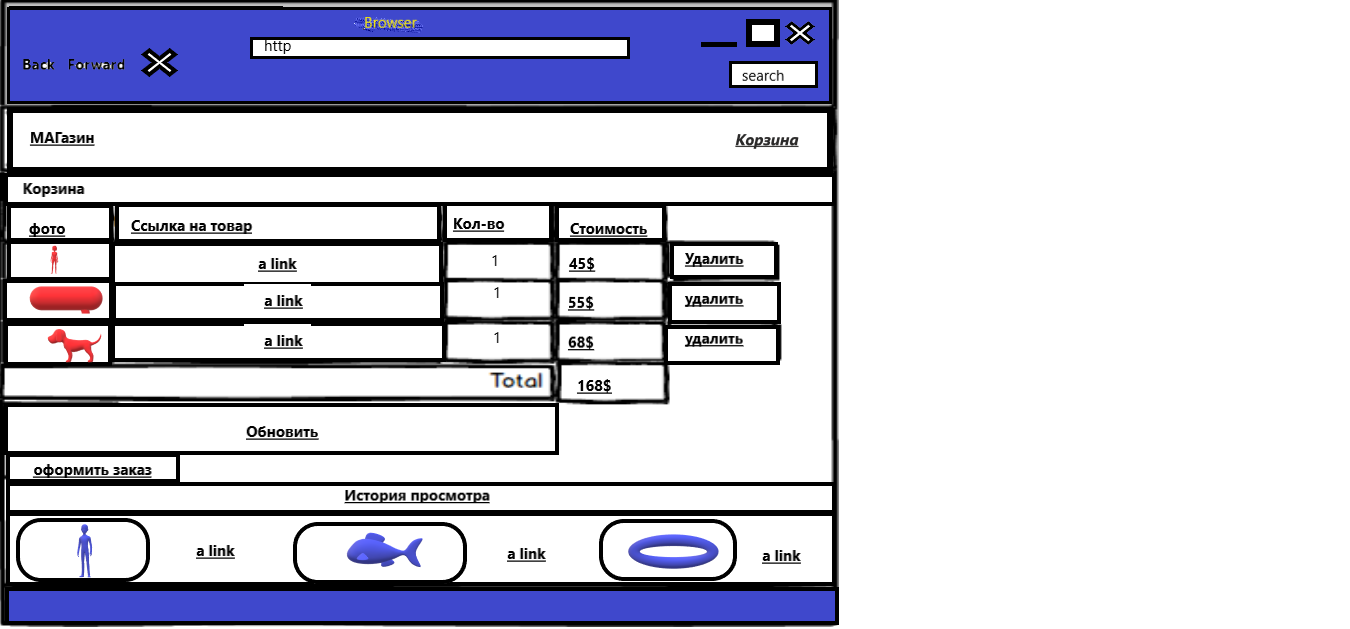 Browser
http
Back Forward
search
МАГазин
Корзина
Корзина
фото Ссылка на товар Кол-во Стоимость
a link 1 45$ Удалить
a link 1 55$ удалить
a link 1 68$ удалить
Total 168$
Обновить
оформить заказ
История просмотра
a link a link a link